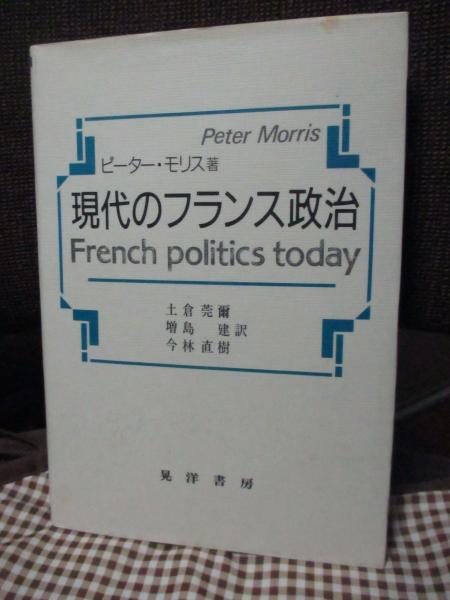 Peter Morris
ピーター・モリス著
現代のフランス政治
French politics today
土倉莞爾
増島 建訳
今林直樹
晃洋書房